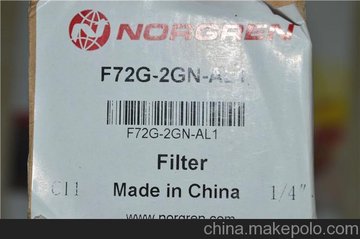 NORGREN
F72G-2GN-AL1
F72G-2GN-AL1
Filter
CI1 Made in China 1/4"
www.norgren.com
china.makepolo.com